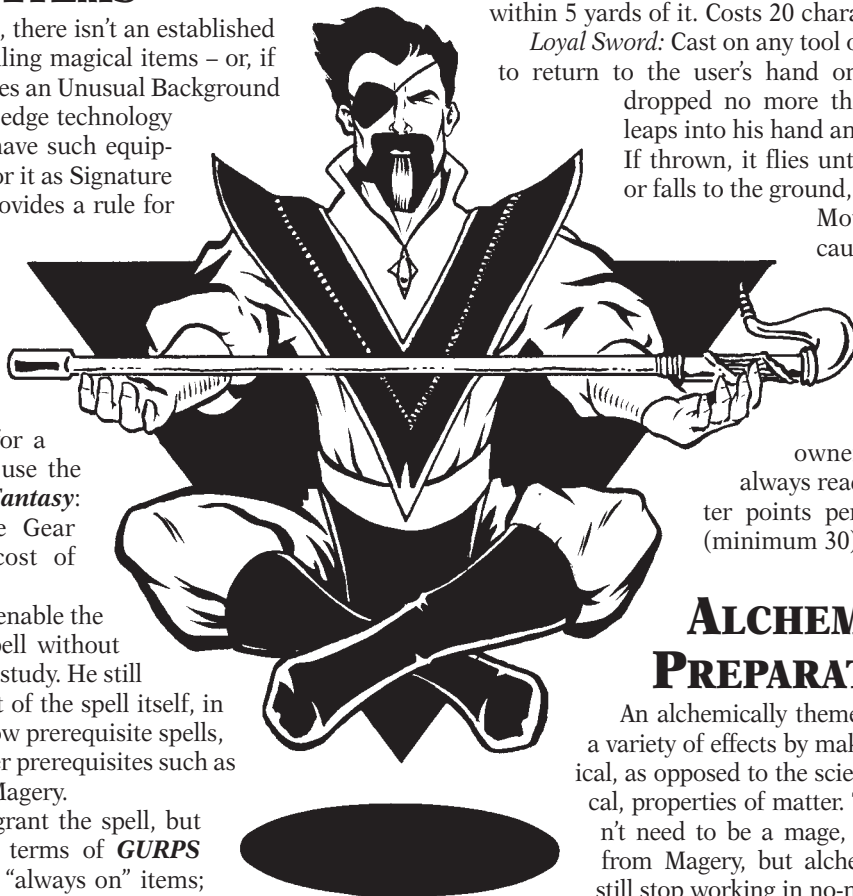 , there isn't an established
lling magical items – or, if
es an Unusual Background
edge technology
have such equip-
or it as Signature
ovides a rule for
for a
use the
Fantasy:
e Gear
cost of
enable the
pell without
study. He still
t of the spell itself, in
ow prerequisite spells,
er prerequisites such as
Magery.
grant the spell, but
terms of GURPS
"always on" items;
within 5 yards of it. Costs 20 chara
Loyal Sword: Cast on any tool o
to return to the user's hand or
dropped no more th
leaps into his hand an
If thrown, it flies unt
or falls to the ground,
Mo
cau
owne
always rea
ter points per
(minimum 30)
ALCHEM
PREPARAT
An alchemically theme
a variety of effects by mak
ical, as opposed to the scie
cal, properties of matter.
n't need to be a mage,
from Magery, but alche
still stop working in no-